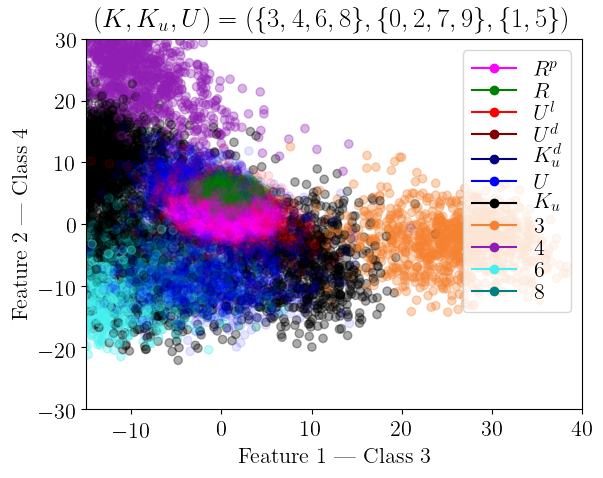 (K, K_u, U) = ({3, 4, 6, 8}, {0, 2, 7, 9}, {1, 5})
30
20
10
0
−10
−20
−30
Feature 2 — Class 4
−10
0
10
20
30
40
Feature 1 — Class 3
R^p
R
U^l
U^d
K_u^d
U
K_u
3
4
6
8